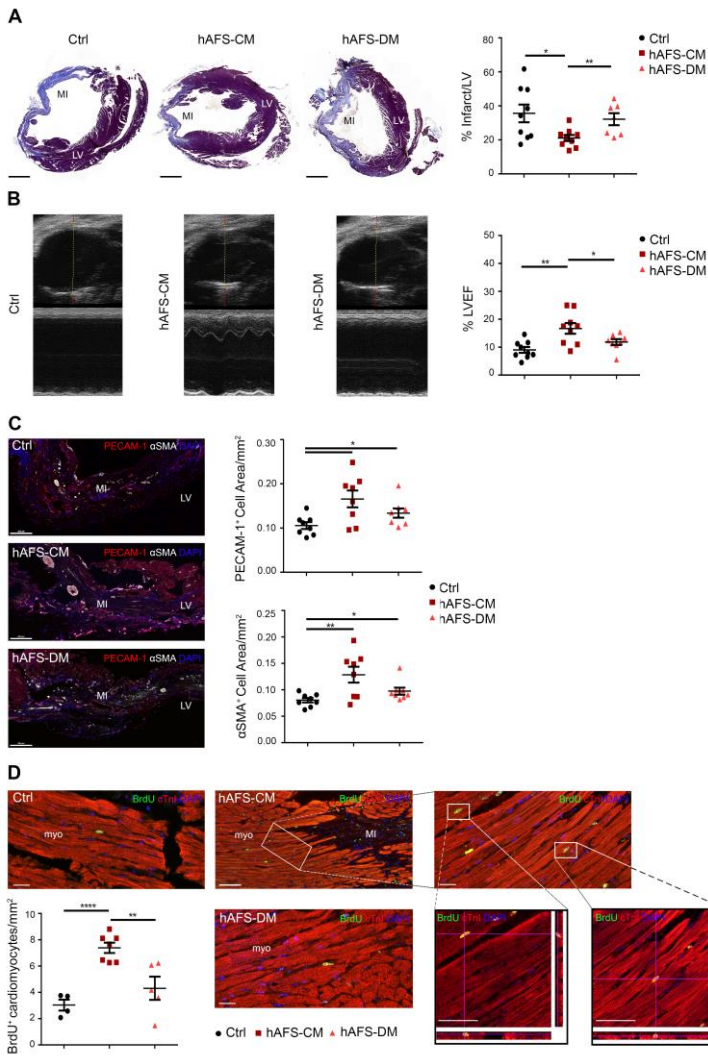 A
Ctrl
hAFS-CM
hAFS-DM
MI
LV
*
MI
LV
MI
LV
% Infarct/LV
80
60
40
20
0
*
**
Ctrl
hAFS-CM
hAFS-DM
B
Ctrl
hAFS-CM
hAFS-DM
% LVEF
50
40
30
20
10
0
**
*
Ctrl
hAFS-CM
hAFS-DM
C
Ctrl
PECAM-1 αSMA DAPI
MI
LV
hAFS-CM
PECAM-1 αSMA DAPI
MI
LV
hAFS-DM
PECAM-1 αSMA DAPI
MI
LV
PECAM-1⁺ Cell Area/mm²
0.30
0.20
0.10
0.00
*
αSMA⁺ Cell Area/mm²
0.25
0.20
0.15
0.10
0.05
0.00
*
**
Ctrl
hAFS-CM
hAFS-DM
D
Ctrl
BrdU cTnI DAPI
myo
hAFS-CM
BrdU cTnI DAPI
myo
MI
BrdU cTnI DAPI
BrdU⁺ cardiomyocytes/mm²
10
8
6
4
2
0
****
**
hAFS-DM
BrdU cTnI DAPI
myo
BrdU cTnI DAPI
BrdU cTnI DAPI
Ctrl
hAFS-CM
hAFS-DM